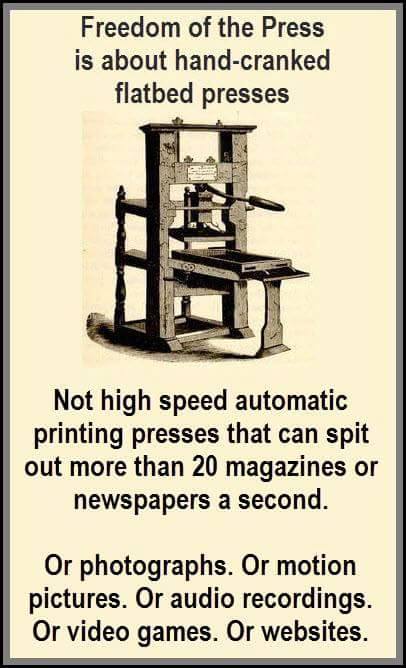 Freedom of the Press
is about hand-cranked
flatbed presses
Not high speed automatic
printing presses that can spit
out more than 20 magazines or
newspapers a second.
Or photographs. Or motion
pictures. Or audio recordings.
Or video games. Or websites.